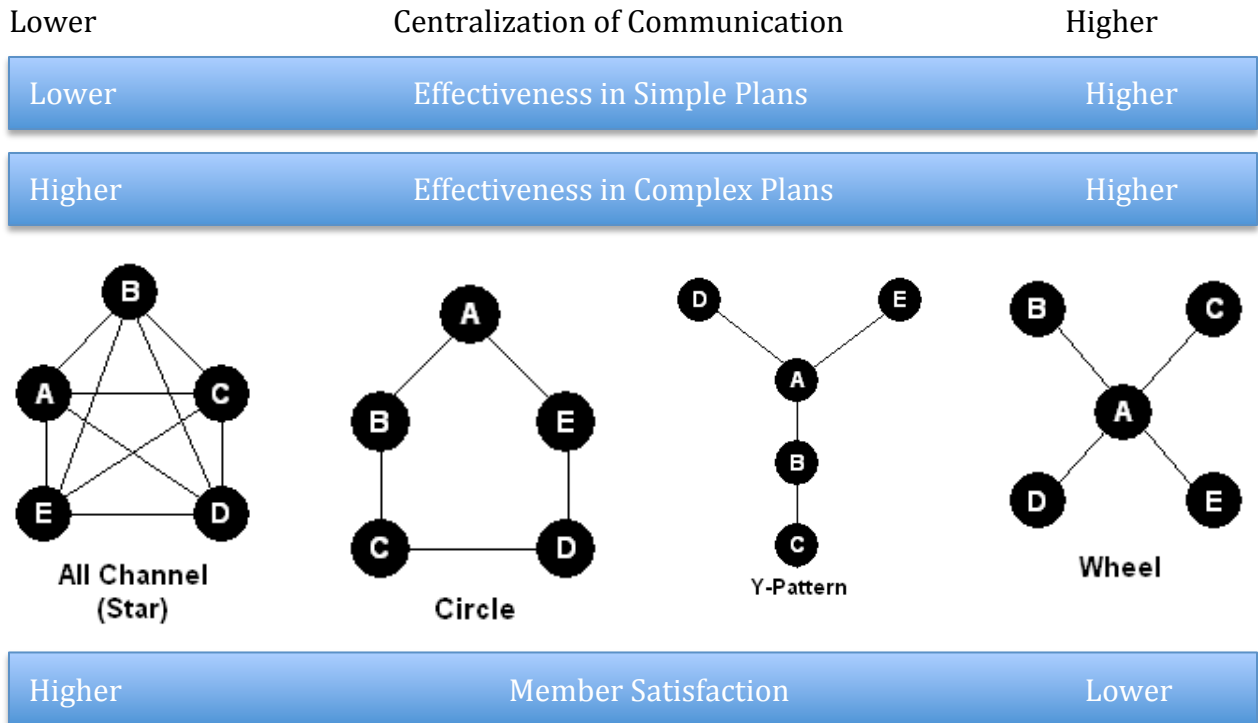 Lower Centralization of Communication Higher
Lower Effectiveness in Simple Plans Higher
Higher Effectiveness in Complex Plans Higher
B
A C
E D
All Channel
(Star)
A
B E
C D
Circle
D E
A
B
C
Y-Pattern
B C
A
D E
Wheel
Higher Member Satisfaction Lower